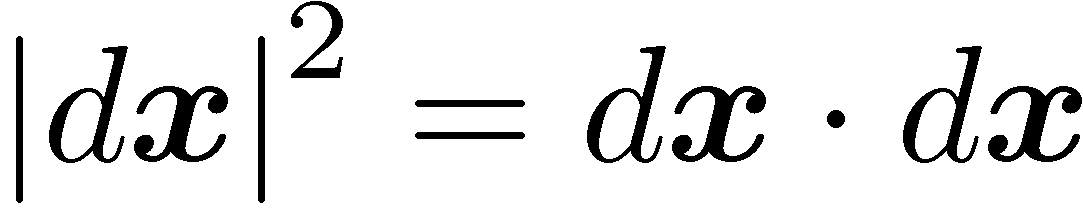 |d𝒙|² = d𝒙 · d𝒙